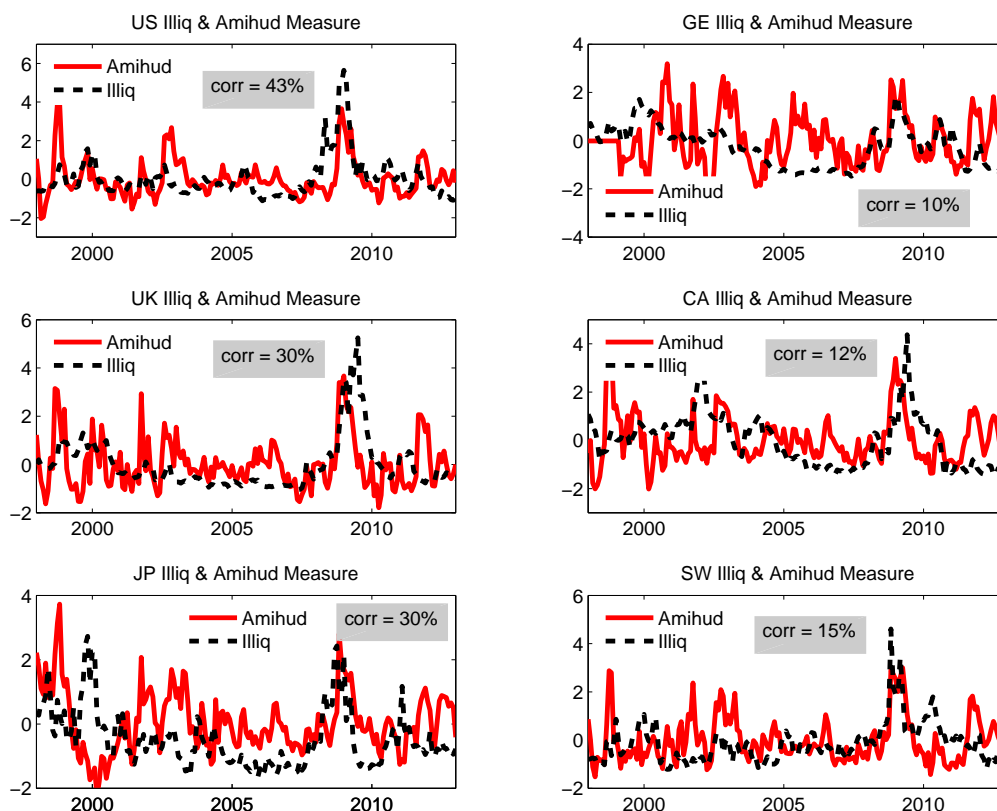 US Illiq & Amihud Measure
6
4
2
0
−2
Amihud
Illiq
corr = 43%
2000
2005
2010
GE Illiq & Amihud Measure
4
2
0
−2
−4
Amihud
Illiq
corr = 10%
2000
2005
2010
UK Illiq & Amihud Measure
6
4
2
0
−2
Amihud
Illiq
corr = 30%
2000
2005
2010
CA Illiq & Amihud Measure
4
2
0
−2
Amihud
Illiq
corr = 12%
2000
2005
2010
JP Illiq & Amihud Measure
4
2
0
−2
Amihud
Illiq
corr = 30%
2000
2005
2010
SW Illiq & Amihud Measure
6
4
2
0
−2
Amihud
Illiq
corr = 15%
2000
2005
2010